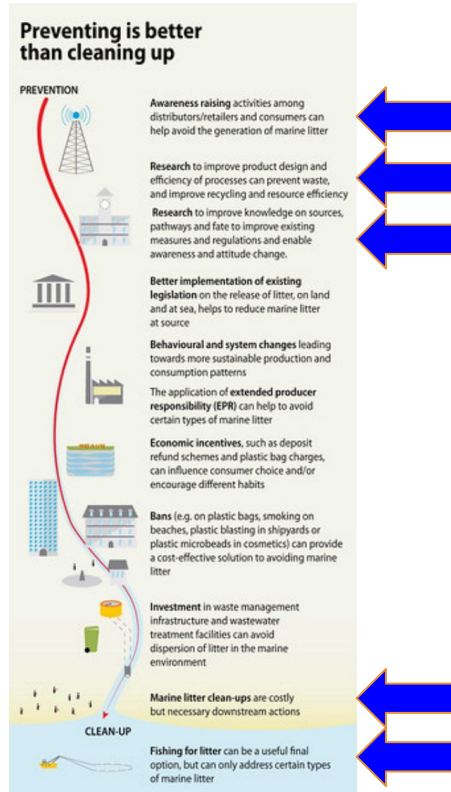 Preventing is better
than cleaning up
PREVENTION
Awareness raising activities among
distributors/retailers and consumers can
help avoid the generation of marine litter
Research to improve product design and
efficiency of processes can prevent waste,
and improve recycling and resource efficiency
Research to improve knowledge on sources,
pathways and fate to improve existing
measures and regulations and enable
awareness and attitude change.
Better implementation of existing
legislation on the release of litter, on land
and at sea, helps to reduce marine litter
at source
Behavioural and system changes leading
towards more sustainable production and
consumption patterns
The application of extended producer
responsibility (EPR) can help to avoid
certain types of marine litter
Economic incentives, such as deposit
refund schemes and plastic bag charges,
can influence consumer choice and/or
encourage different habits
Bans (e.g. on plastic bags, smoking on
beaches, plastic blasting in shipyards or
plastic microbeads in cosmetics) can provide
a cost-effective solution to avoiding marine
litter
Investment in waste management
infrastructure and wastewater
treatment facilities can avoid
dispersion of litter in the marine
environment
Marine litter clean-ups are costly
but necessary downstream actions
CLEAN-UP
Fishing for litter can be a useful final
option, but can only address certain types
of marine litter